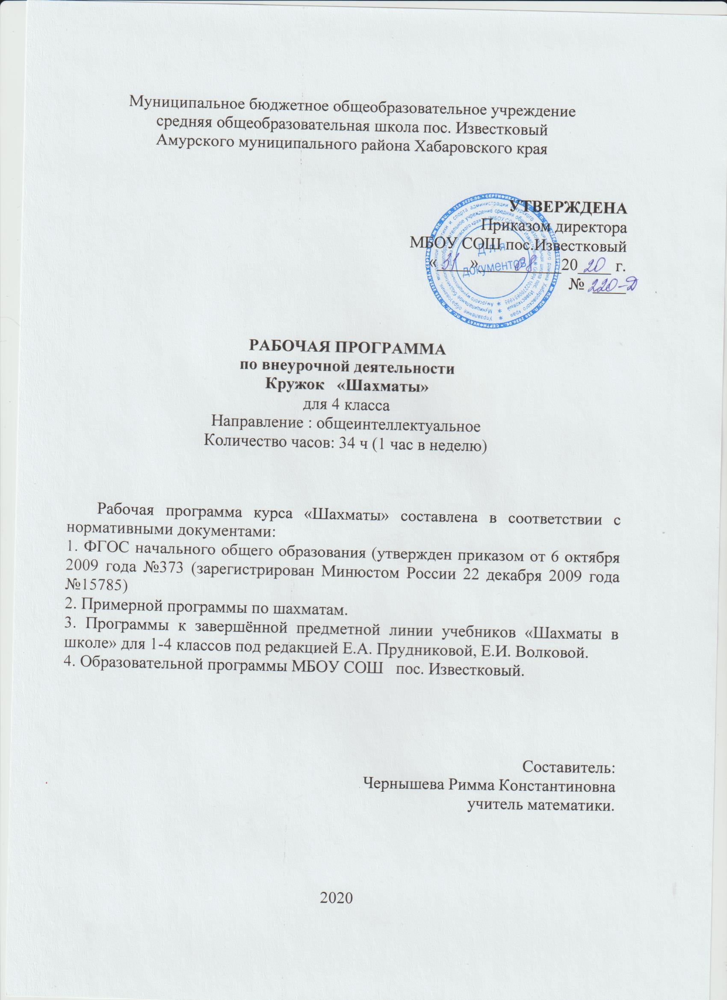 Муниципальное бюджетное общеобразовательное учреждение
средняя общеобразовательная школа пос. Известковый
Амурского муниципального района Хабаровского края
УТВЕРЖДЕНА
Приказом директора
МБОУ СОШ пос.Известковый
« 31 » 08 20 20 г.
№ 220-Д
Для
документов
РАБОЧАЯ ПРОГРАММА
по внеурочной деятельности
Кружок «Шахматы»
для 4 класса
Направление : общеинтеллектуальное
Количество часов: 34 ч (1 час в неделю)
Рабочая программа курса «Шахматы» составлена в соответствии с
нормативными документами:
1. ФГОС начального общего образования (утвержден приказом от 6 октября
2009 года №373 (зарегистрирован Минюстом России 22 декабря 2009 года
№15785)
2. Примерной программы по шахматам.
3. Программы к завершённой предметной линии учебников «Шахматы в
школе» для 1-4 классов под редакцией Е.А. Прудниковой, Е.И. Волковой.
4. Образовательной программы МБОУ СОШ пос. Известковый.
Составитель:
Чернышева Римма Константиновна
учитель математики.
2020